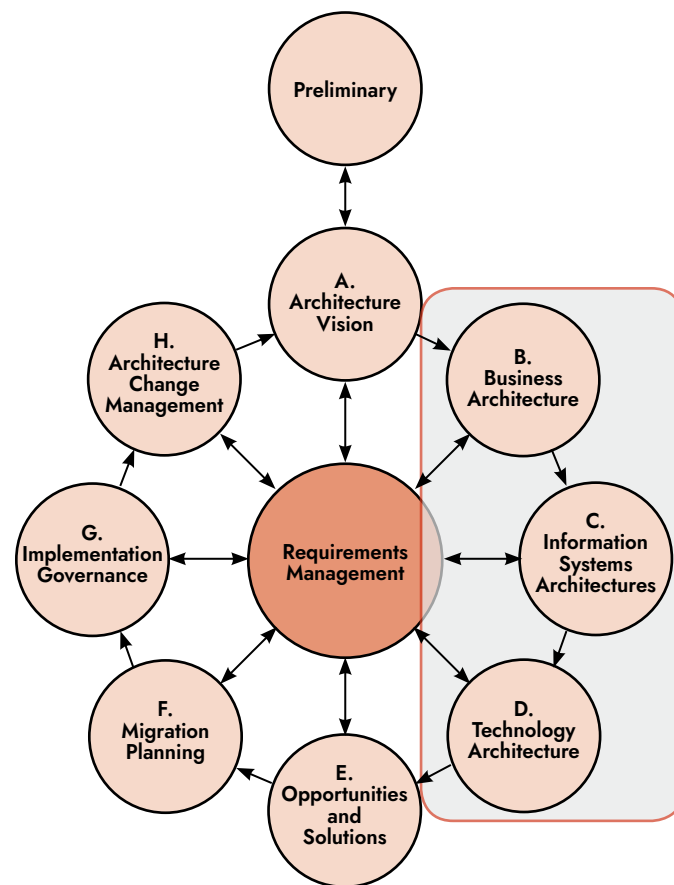 Preliminary
A.
Architecture
Vision
B.
Business
Architecture
H.
Architecture
Change
Management
C.
Information
Systems
Architectures
Requirements
Management
G.
Implementation
Governance
D.
Technology
Architecture
F.
Migration
Planning
E.
Opportunities
and
Solutions